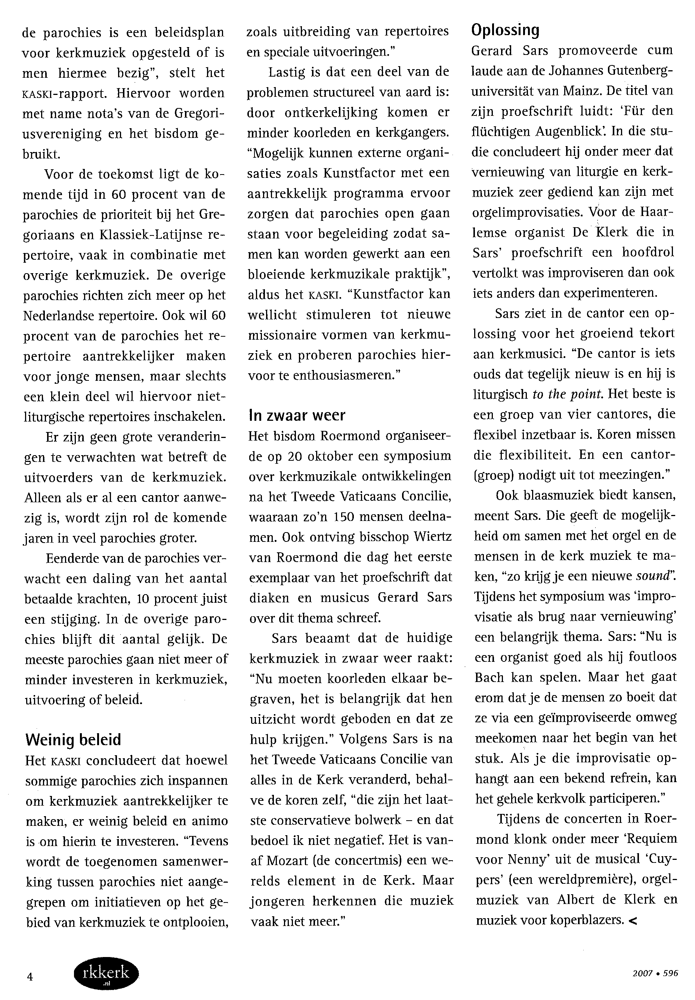 de parochies is een beleidsplan
voor kerkmuziek opgesteld of is
men hiermee bezig”, stelt het
KASKI-rapport. Hiervoor worden
met name nota’s van de Gregori-
usvereniging en het bisdom ge-
bruikt.
Voor de toekomst ligt de ko-
mende tijd in 60 procent van de
parochies de prioriteit bij het Gre-
goriaans en Klassiek-Latijnse re-
pertoire, vaak in combinatie met
overige kerkmuziek. De overige
parochies richten zich meer op het
Nederlandse repertoire. Ook wil 60
procent van de parochies het re-
pertoire aantrekkelijker maken
voor jonge mensen, maar slechts
een klein deel wil hiervoor niet-
liturgische repertoires inschakelen.
Er zijn geen grote veranderin-
gen te verwachten wat betreft de
uitvoerders van de kerkmuziek.
Alleen als er al een cantor aanwe-
zig is, wordt zijn rol de komende
jaren in veel parochies groter.
Eenderde van de parochies ver-
wacht een daling van het aantal
betaalde krachten, 10 procent juist
een stijging. In de overige paro-
chies blijft dit aantal gelijk. De
meeste parochies gaan niet meer of
minder investeren in kerkmuziek,
uitvoering of beleid.
Weinig beleid
Het KASKI concludeert dat hoewel
sommige parochies zich inspannen
om kerkmuziek aantrekkelijker te
maken, er weinig beleid en animo
is om hierin te investeren. “Tevens
wordt de toegenomen samenwer-
king tussen parochies niet aange-
grepen om initiatieven op het ge-
bied van kerkmuziek te ontplooien,
zoals uitbreiding van repertoires
en speciale uitvoeringen.”
Lastig is dat een deel van de
problemen structureel van aard is:
door ontkerkelijking komen er
minder koorleden en kerkgangers.
“Mogelijk kunnen externe organi-
saties zoals Kunstfactor met een
aantrekkelijk programma ervoor
zorgen dat parochies open gaan
staan voor begeleiding zodat sa-
men kan worden gewerkt aan een
bloeiende kerkmuzikale praktijk”,
aldus het KASKI. “Kunstfactor kan
wellicht stimuleren tot nieuwe
missionaire vormen van kerkmu-
ziek en proberen parochies hier-
voor te enthousiasmeren.”
In zwaar weer
Het bisdom Roermond organiseer-
de op 20 oktober een symposium
over kerkmuzikale ontwikkelingen
na het Tweede Vaticaans Concilie,
waaraan zo’n 150 mensen deelna-
men. Ook ontving bisschop Wiertz
van Roermond die dag het eerste
exemplaar van het proefschrift dat
diaken en musicus Gerard Sars
over dit thema schreef.
Sars beaamt dat de huidige
kerkmuziek in zwaar weer raakt:
“Nu moeten koorleden elkaar be-
graven, het is belangrijk dat hen
uitzicht wordt geboden en dat ze
hulp krijgen.” Volgens Sars is na
het Tweede Vaticaans Concilie van
alles in de Kerk veranderd, behal-
ve de koren zelf, “die zijn het laat-
ste conservatieve bolwerk – en dat
bedoel ik niet negatief. Het is van-
af Mozart (de concertmis) een we-
relds element in de Kerk. Maar
jongeren herkennen die muziek
vaak niet meer.”
Oplossing
Gerard Sars promoveerde cum
laude aan de Johannes Gutenberg-
universität van Mainz. De titel van
zijn proefschrift luidt: ‘Für den
flüchtigen Augenblick’. In die stu-
die concludeert hij onder meer dat
vernieuwing van liturgie en kerk-
muziek zeer gediend kan zijn met
orgelimprovisaties. Voor de Haar-
lemse organist De Klerk die in
Sars’ proefschrift een hoofdrol
vertolkt was improviseren dan ook
iets anders dan experimenteren.
Sars ziet in de cantor een op-
lossing voor het groeiend tekort
aan kerkmusici. “De cantor is iets
ouds dat tegelijk nieuw is en hij is
liturgisch to the point. Het beste is
een groep van vier cantores, die
flexibel inzetbaar is. Koren missen
die flexibiliteit. En een cantor-
(groep) nodigt uit tot meezingen.”
Ook blaasmuziek biedt kansen,
meent Sars. Die geeft de mogelijk-
heid om samen met het orgel en de
mensen in de kerk muziek te ma-
ken, “zo krijg je een nieuwe sound”.
Tijdens het symposium was ‘impro-
visatie als brug naar vernieuwing’
een belangrijk thema. Sars: “Nu is
een organist goed als hij foutloos
Bach kan spelen. Maar het gaat
erom dat je de mensen zo boeit dat
ze via een geïmproviseerde omweg
meekomen naar het begin van het
stuk. Als je die improvisatie op-
hangt aan een bekend refrein, kan
het gehele kerkvolk participeren.”
Tijdens de concerten in Roer-
mond klonk onder meer ‘Requiem
voor Nenny’ uit de musical ‘Cuy-
pers’ (een wereldpremière), orgel-
muziek van Albert de Klerk en
muziek voor koperblazers. <
4
rkkerk
.nl
2007 • 596